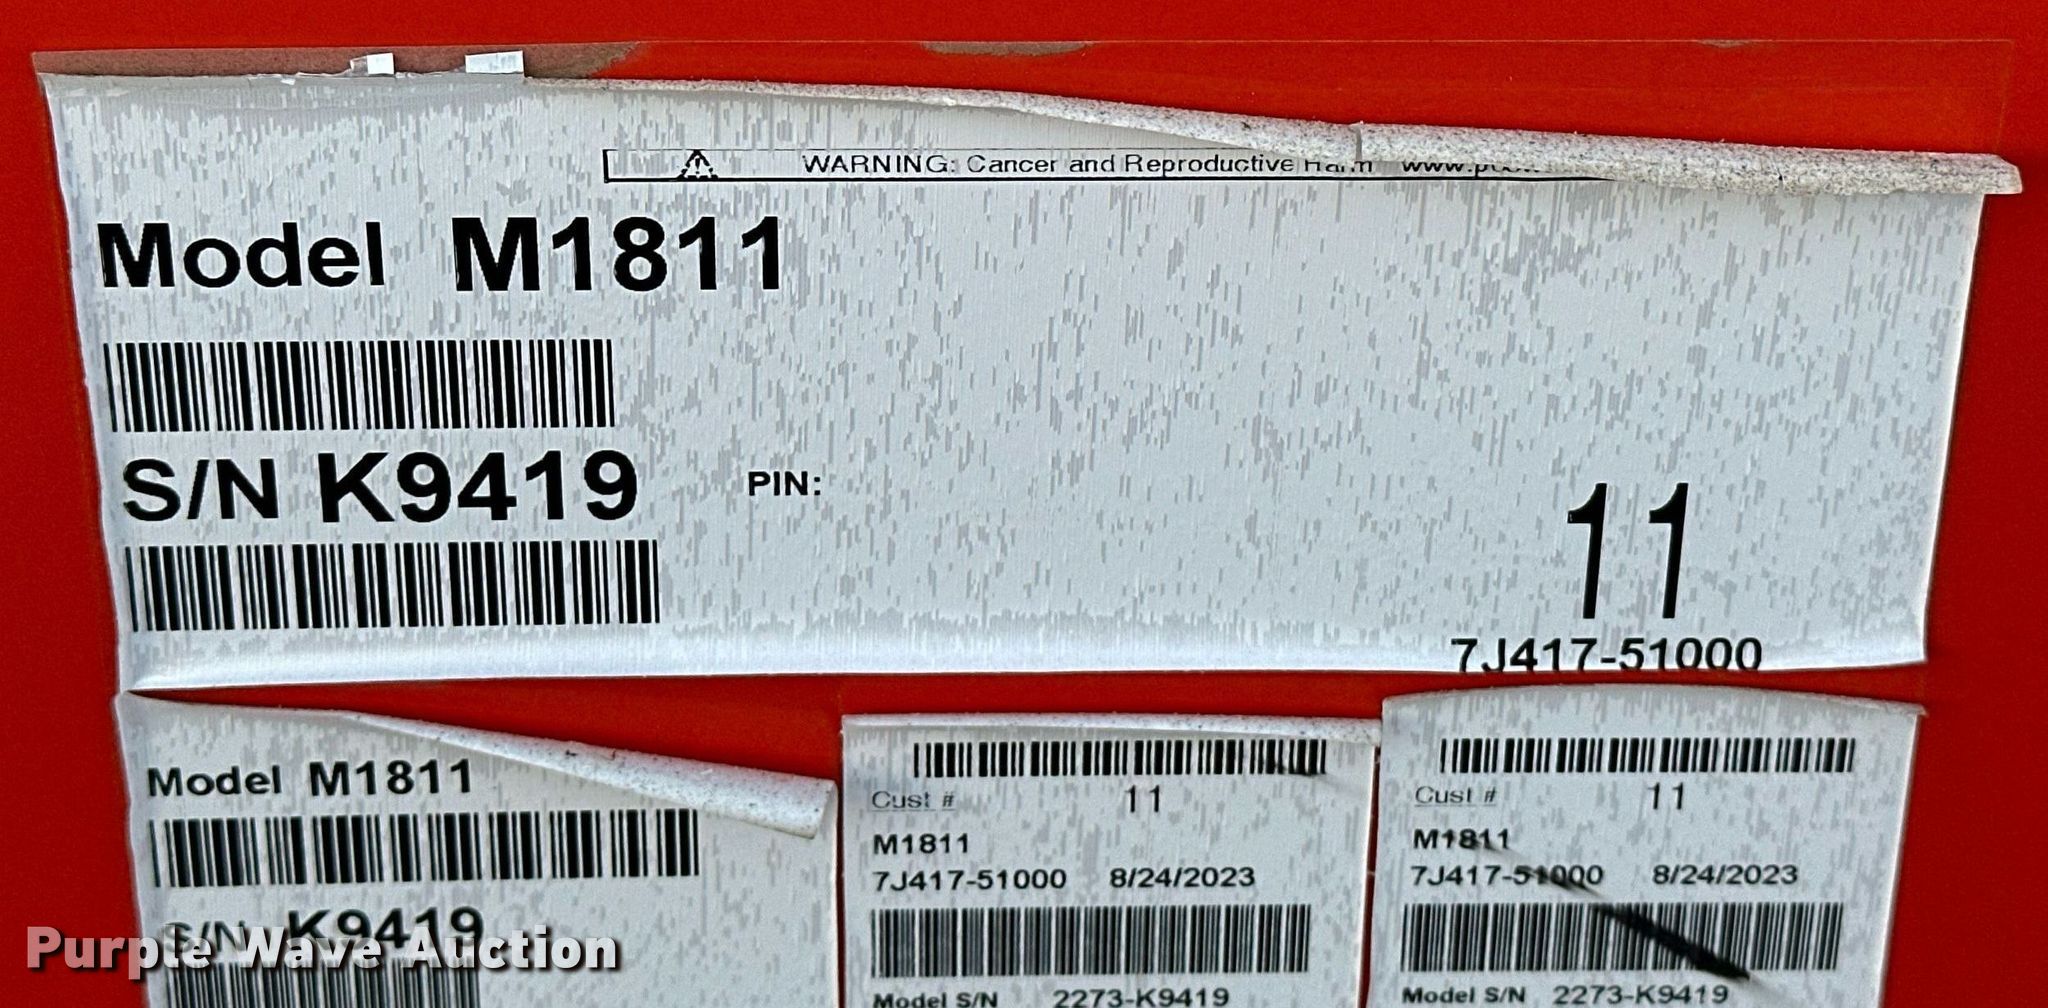 WARNING: Cancer and Reproductive Harm
Model M1811
S/N K9419 PIN:
11
7J417-51000
Model M1811
S/N K9419
Cust # 11
M1811
7J417-51000 8/24/2023
Model S/N 2273-K9419
Cust # 11
M1811
7J417-51000 8/24/2023
Model S/N 2273-K9419
Purple Wave Auction